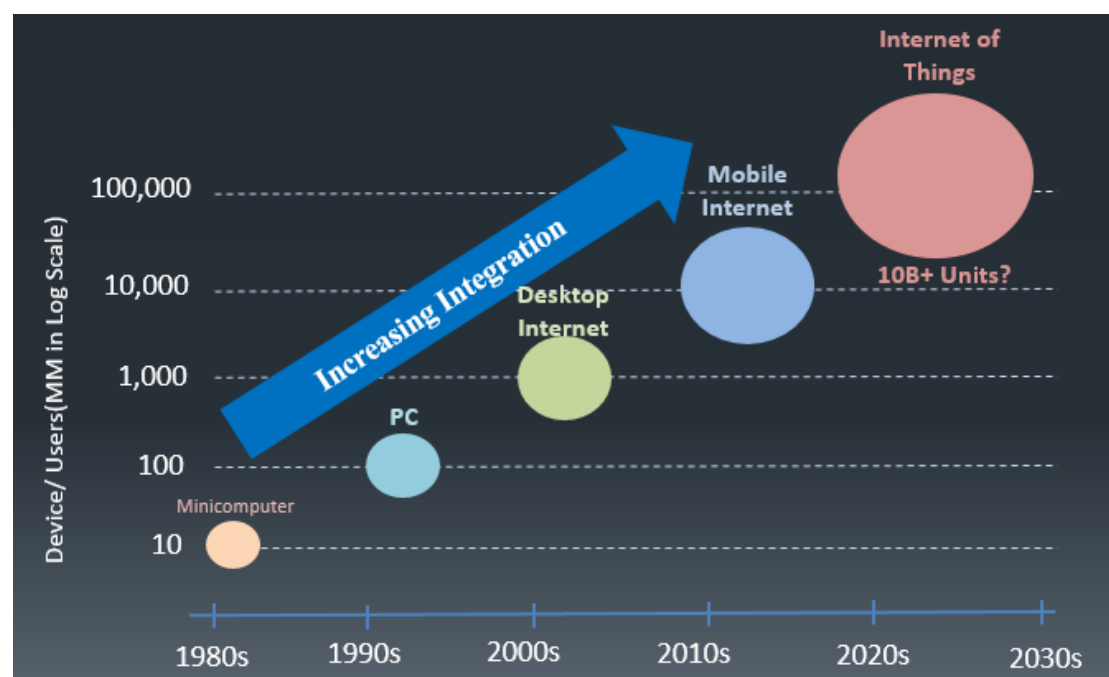 Internet of
Things
Mobile
Internet
10B+ Units?
Desktop
Internet
Increasing Integration
PC
Minicomputer
Device/ Users(MM in Log Scale)
100,000
10,000
1,000
100
10
1980s
1990s
2000s
2010s
2020s
2030s